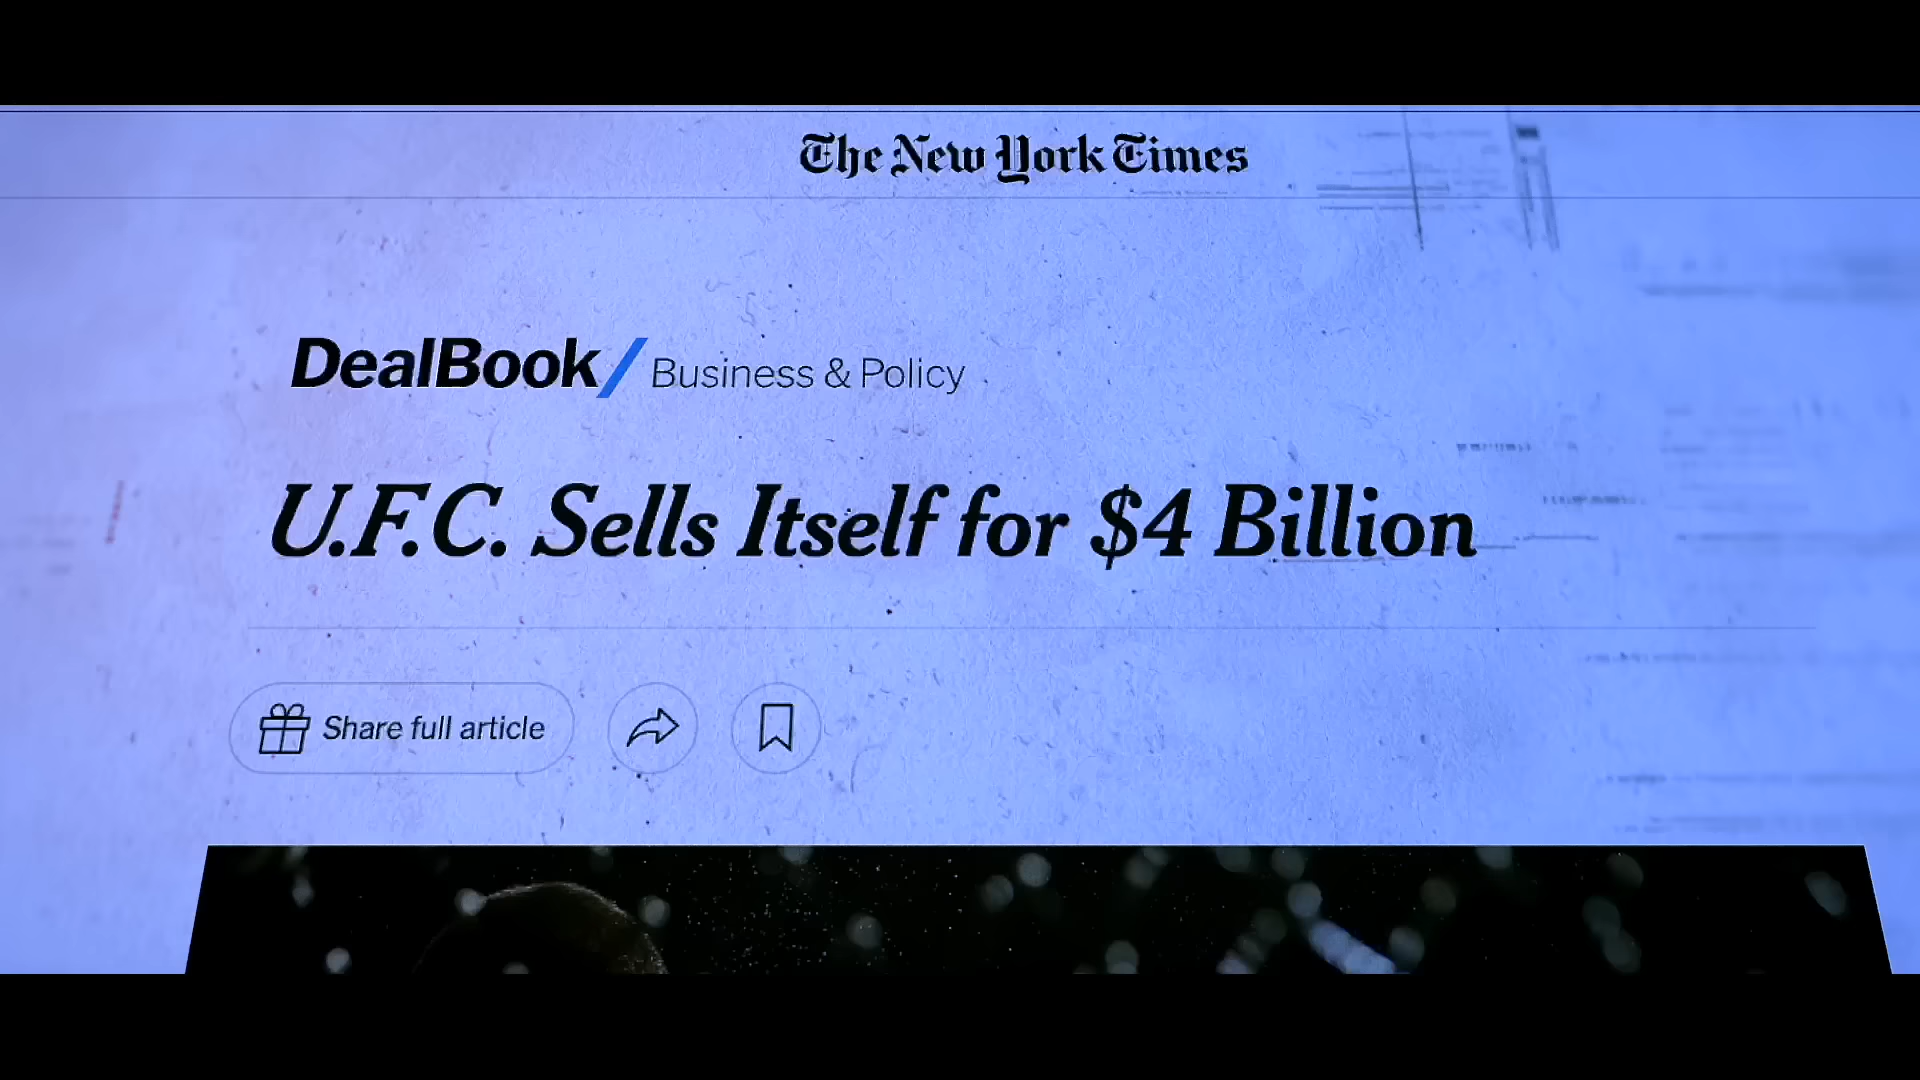 The New York Times
DealBook/ Business & Policy
U.F.C. Sells Itself for $4 Billion
Share full article